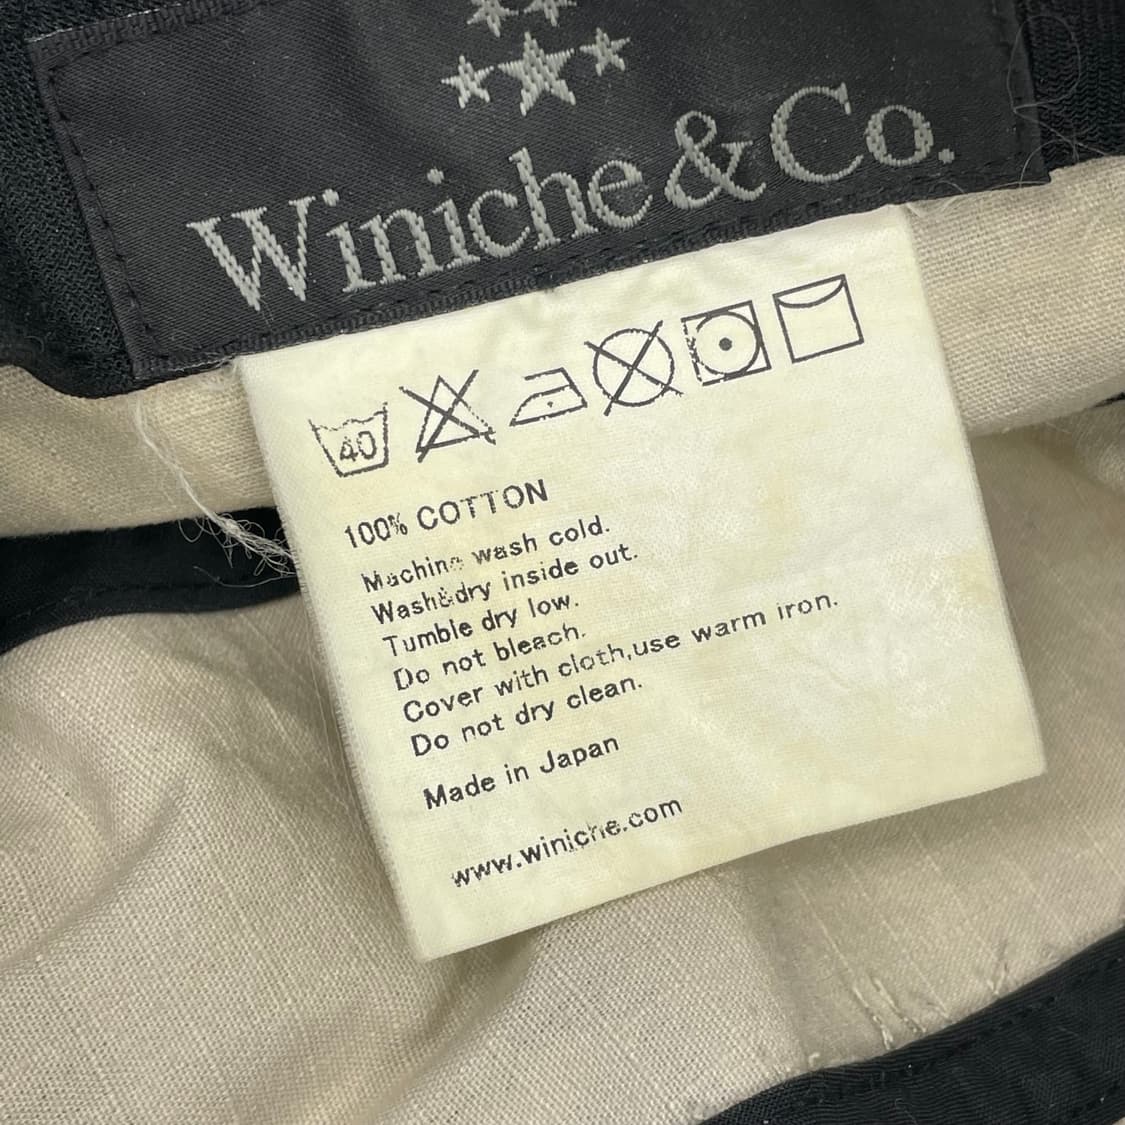 Winiche & Co.
40
100% COTTON
Machine wash cold.
Wash&dry inside out.
Tumble dry low.
Do not bleach.
Cover with cloth,use warm iron.
Do not dry clean.
Made in Japan
www.winiche.com